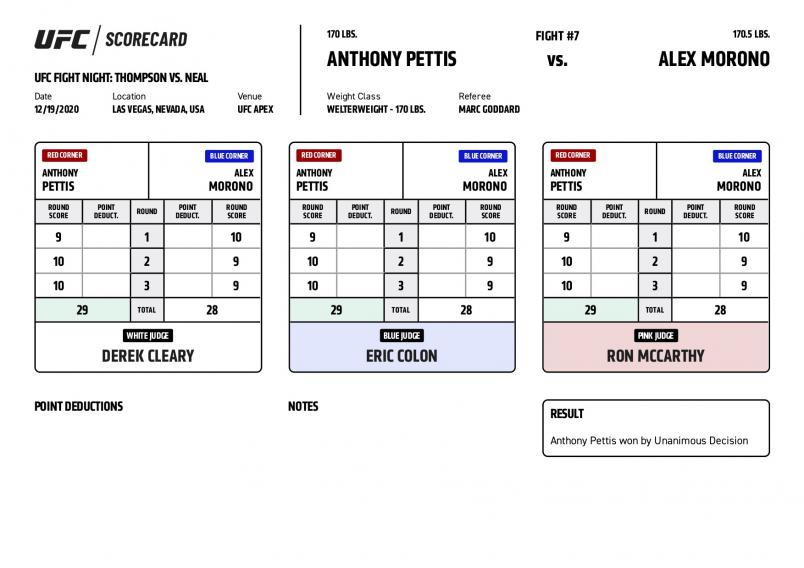 UFC / SCORECARD
UFC FIGHT NIGHT: THOMPSON VS. NEAL
Date Location Venue
12/19/2020 LAS VEGAS, NEVADA, USA UFC APEX
170 LBS. FIGHT #7 170.5 LBS.
ANTHONY PETTIS VS. ALEX MORONO
Weight Class Referee
WELTERWEIGHT - 170 LBS. MARC GODDARD
RED CORNER BLUE CORNER
ANTHONY PETTIS ALEX MORONO
ROUND SCORE POINT DEDUCT. ROUND POINT DEDUCT. ROUND SCORE
9 1 10
10 2 9
10 3 9
29 TOTAL 28
WHITE JUDGE
DEREK CLEARY
RED CORNER BLUE CORNER
ANTHONY PETTIS ALEX MORONO
ROUND SCORE POINT DEDUCT. ROUND POINT DEDUCT. ROUND SCORE
9 1 10
10 2 9
10 3 9
29 TOTAL 28
BLUE JUDGE
ERIC COLON
RED CORNER BLUE CORNER
ANTHONY PETTIS ALEX MORONO
ROUND SCORE POINT DEDUCT. ROUND POINT DEDUCT. ROUND SCORE
9 1 10
10 2 9
10 3 9
29 TOTAL 28
PINK JUDGE
RON MCCARTHY
POINT DEDUCTIONS
NOTES
RESULT
Anthony Pettis won by Unanimous Decision